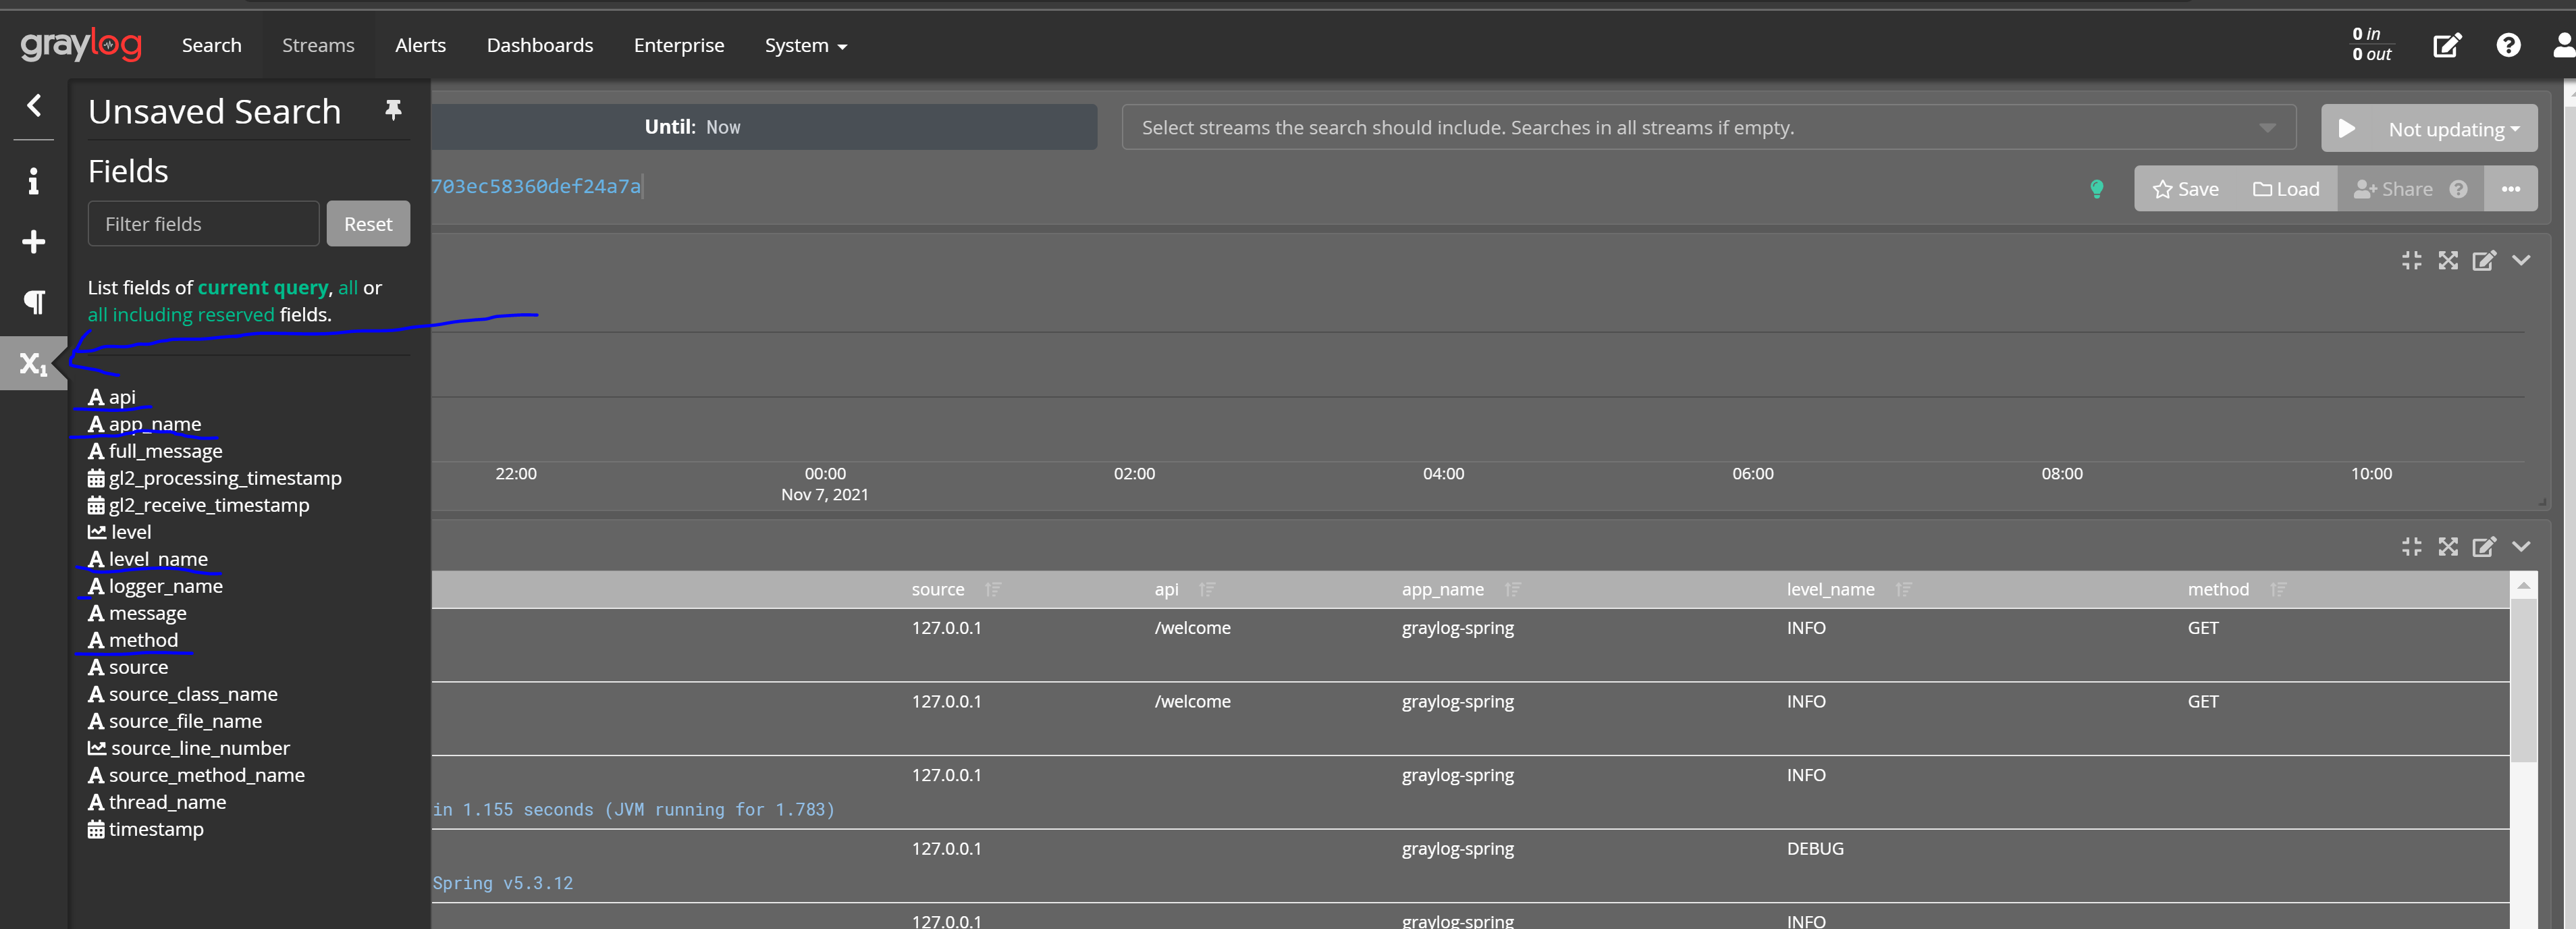 graylog Search Streams Alerts Dashboards Enterprise System
0 in
0 out
Unsaved Search
Until: Now
Select streams the search should include. Searches in all streams if empty.
Not updating
Fields
703ec58360def24a7a
Save Load Share
Filter fields Reset
List fields of current query, all or
all including reserved fields.
X1
api
app_name
full_message
gl2_processing_timestamp
gl2_receive_timestamp
level
level_name
logger_name
message
method
source
source_class_name
source_file_name
source_line_number
source_method_name
thread_name
timestamp
22:00 00:00 02:00 04:00 06:00 08:00 10:00
Nov 7, 2021
source api app_name level_name method
127.0.0.1 /welcome graylog-spring INFO GET
127.0.0.1 /welcome graylog-spring INFO GET
127.0.0.1 graylog-spring INFO
in 1.155 seconds (JVM running for 1.783)
127.0.0.1 graylog-spring DEBUG
Spring v5.3.12
127.0.0.1 graylog-spring INFO